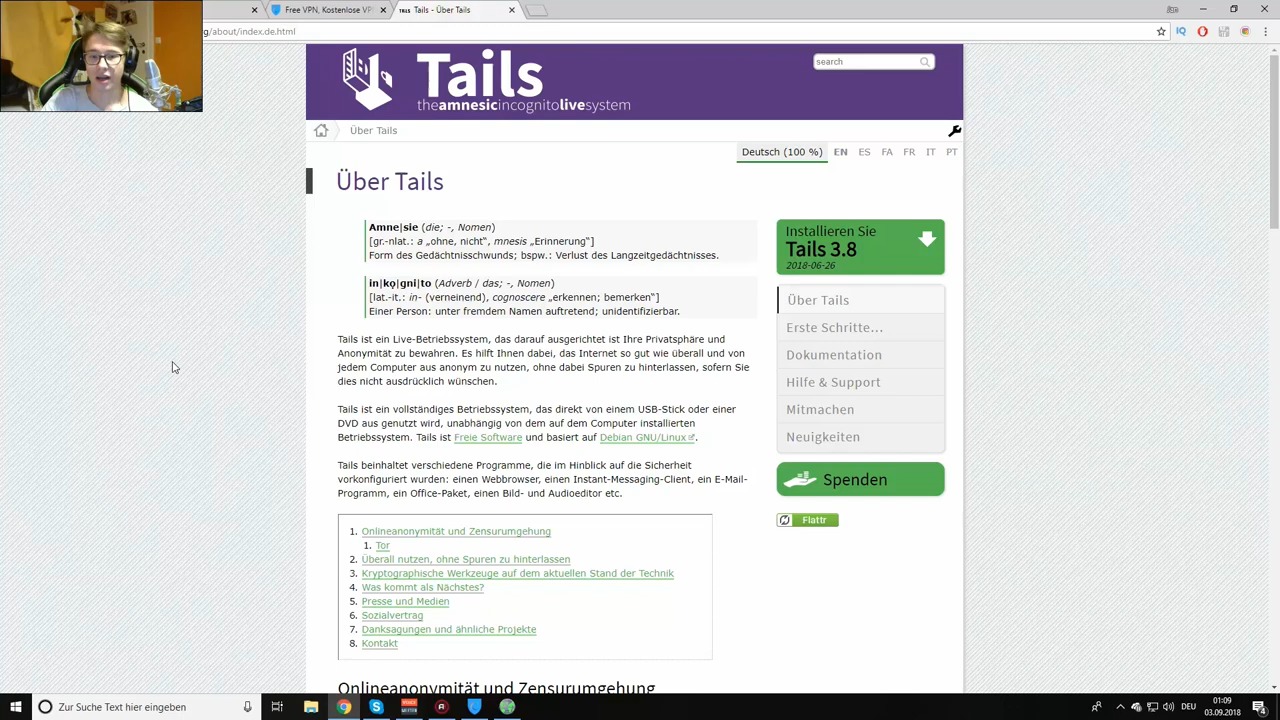 Free VPN, Kostenlose VP
Tails - Über Tails
g/about/index.de.html
Tails
theamnesicincognitolivesystem
search
Über Tails
Deutsch (100 %) EN ES FA FR IT PT
Über Tails
Amne|sie (die; -, Nomen)
[gr.-nlat.: a „ohne, nicht“, mnesis „Erinnerung“]
Form des Gedächtnisschwunds; bspw.: Verlust des Langzeitgedächtnisses.
in|kọ|gni|to (Adverb / das; -, Nomen)
[lat.-it.: in- (verneinend), cognoscere „erkennen; bemerken“]
Einer Person: unter fremdem Namen auftretend; unidentifizierbar.
Tails ist ein Live-Betriebssystem, das darauf ausgerichtet ist Ihre Privatsphäre und
Anonymität zu bewahren. Es hilft Ihnen dabei, das Internet so gut wie überall und von
jedem Computer aus anonym zu nutzen, ohne dabei Spuren zu hinterlassen, sofern Sie
dies nicht ausdrücklich wünschen.
Tails ist ein vollständiges Betriebssystem, das direkt von einem USB-Stick oder einer
DVD aus genutzt wird, unabhängig von dem auf dem Computer installierten
Betriebssystem. Tails ist Freie Software und basiert auf Debian GNU/Linux.
Tails beinhaltet verschiedene Programme, die im Hinblick auf die Sicherheit
vorkonfiguriert wurden: einen Webbrowser, einen Instant-Messaging-Client, ein E-Mail-
Programm, ein Office-Paket, einen Bild- und Audioeditor etc.
1. Onlineanonymität und Zensurumgehung
1. Tor
2. Überall nutzen, ohne Spuren zu hinterlassen
3. Kryptographische Werkzeuge auf dem aktuellen Stand der Technik
4. Was kommt als Nächstes?
5. Presse und Medien
6. Sozialvertrag
7. Danksagungen und ähnliche Projekte
8. Kontakt
Onlineanonymität und Zensurumgehung
Installieren Sie
Tails 3.8
2018-06-26
Über Tails
Erste Schritte...
Dokumentation
Hilfe & Support
Mitmachen
Neuigkeiten
Spenden
Flattr
Zur Suche Text hier eingeben
DEU
01:09
03.09.2018